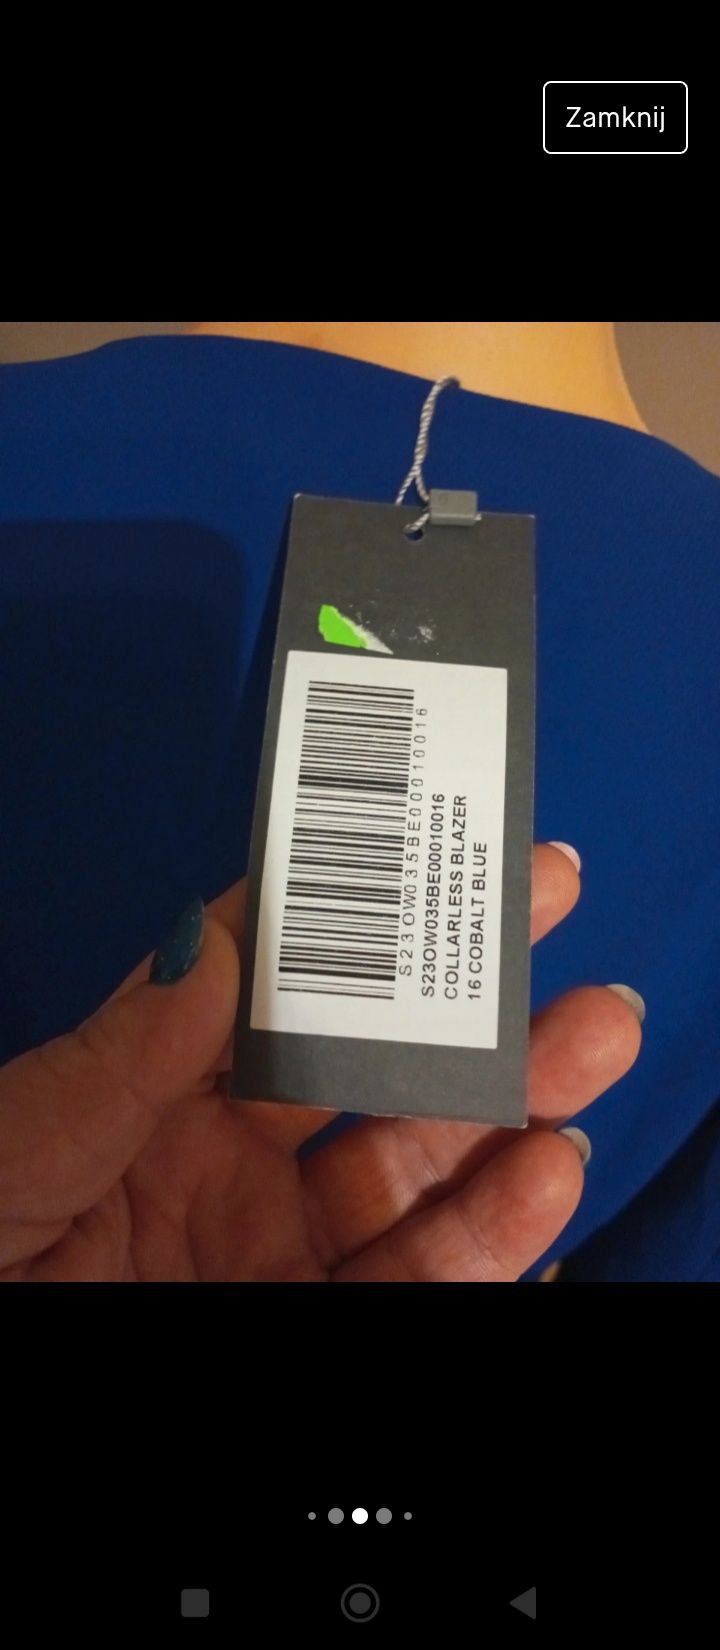 Zamknij
S23OW035BE00010016
S23OW035BE00010016
COLLARLESS BLAZER
16 COBALT BLUE